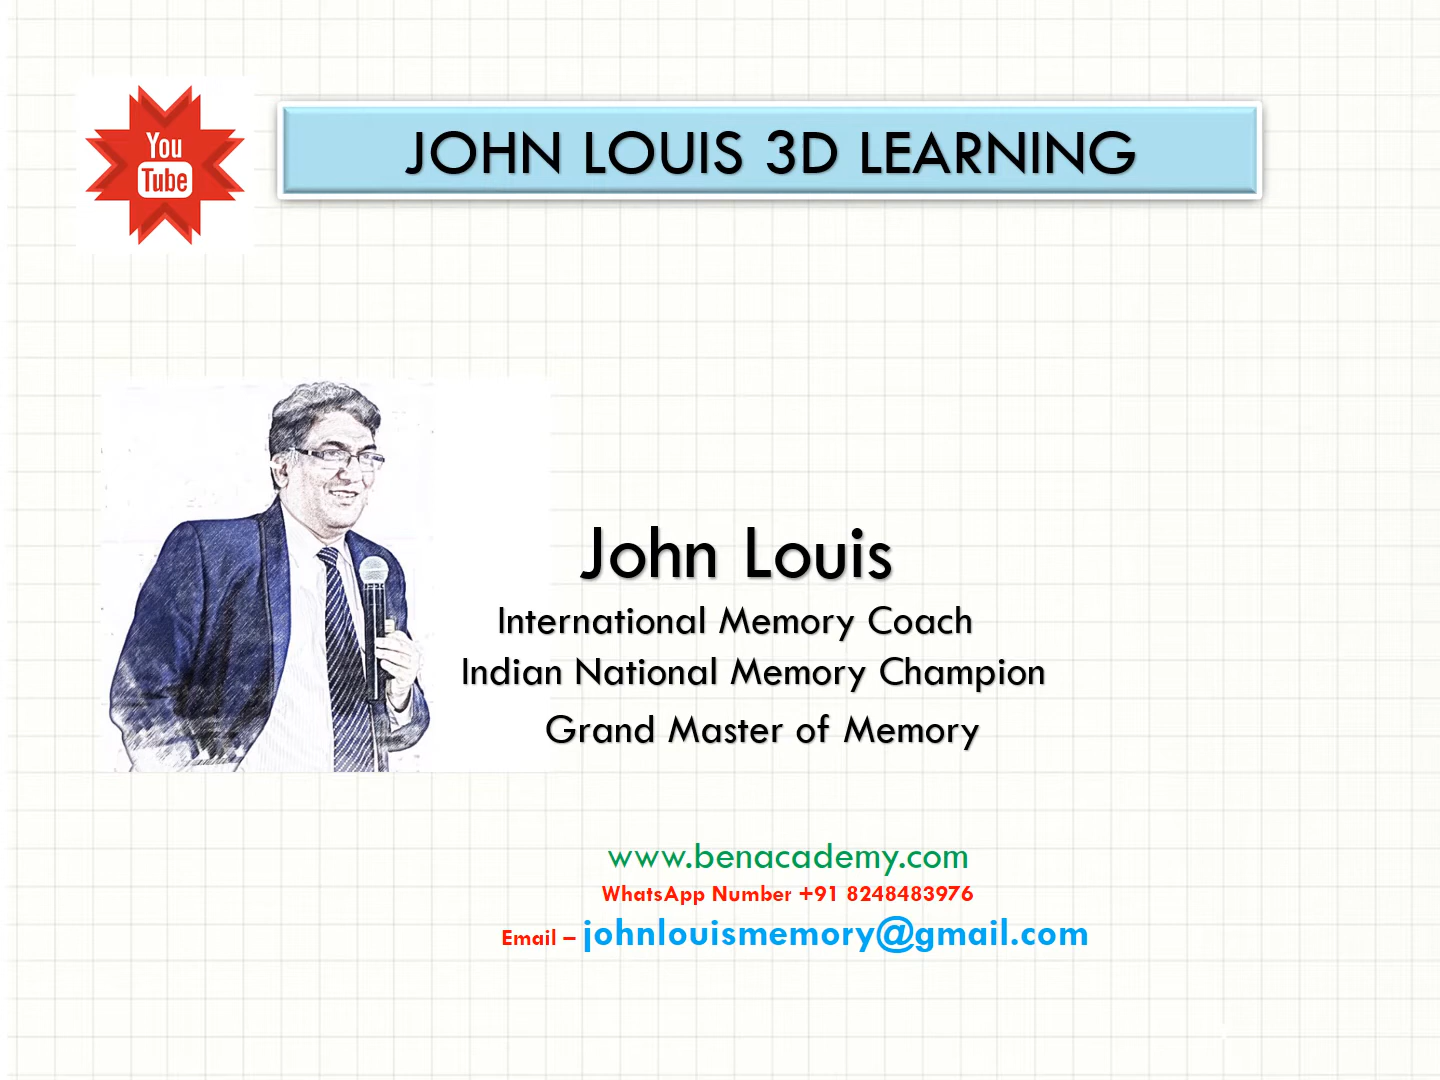 You
Tube
JOHN LOUIS 3D LEARNING
John Louis
International Memory Coach
Indian National Memory Champion
Grand Master of Memory
www.benacademy.com
WhatsApp Number +91 8248483976
Email – johnlouismemory@gmail.com